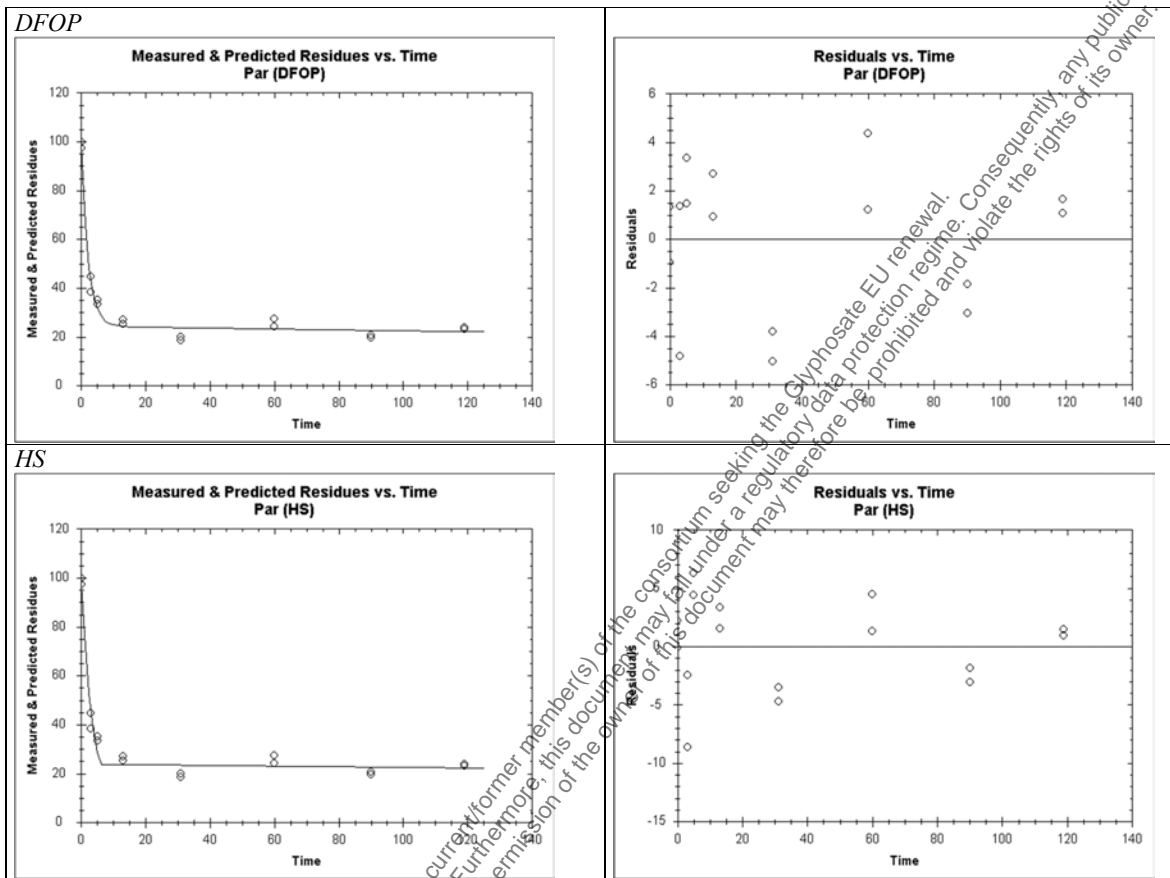 DFOP
Measured & Predicted Residues vs. Time
Par (DFOP)
Measured & Predicted Residues
120
100
80
60
40
20
0
0 20 40 60 80 100 120 140
Time
Residuals vs. Time
Par (DFOP)
Residuals
6
4
2
0
-2
-4
-6
0 20 40 60 80 100 120 140
Time
HS
Measured & Predicted Residues vs. Time
Par (HS)
Measured & Predicted Residues
120
100
80
60
40
20
0
0 20 40 60 80 100 120 140
Time
Residuals vs. Time
Par (HS)
Residuals
10
5
0
-5
-10
-15
0 20 40 60 80 100 120 140
Time
current/former member(s) of the consortium seeking the Glyphosate EU renewal.
Furthermore, this document may fall under a regulatory data protection regime. Consequently, any public
permission of the owner of this document may therefore be prohibited and violate the rights of its owner.